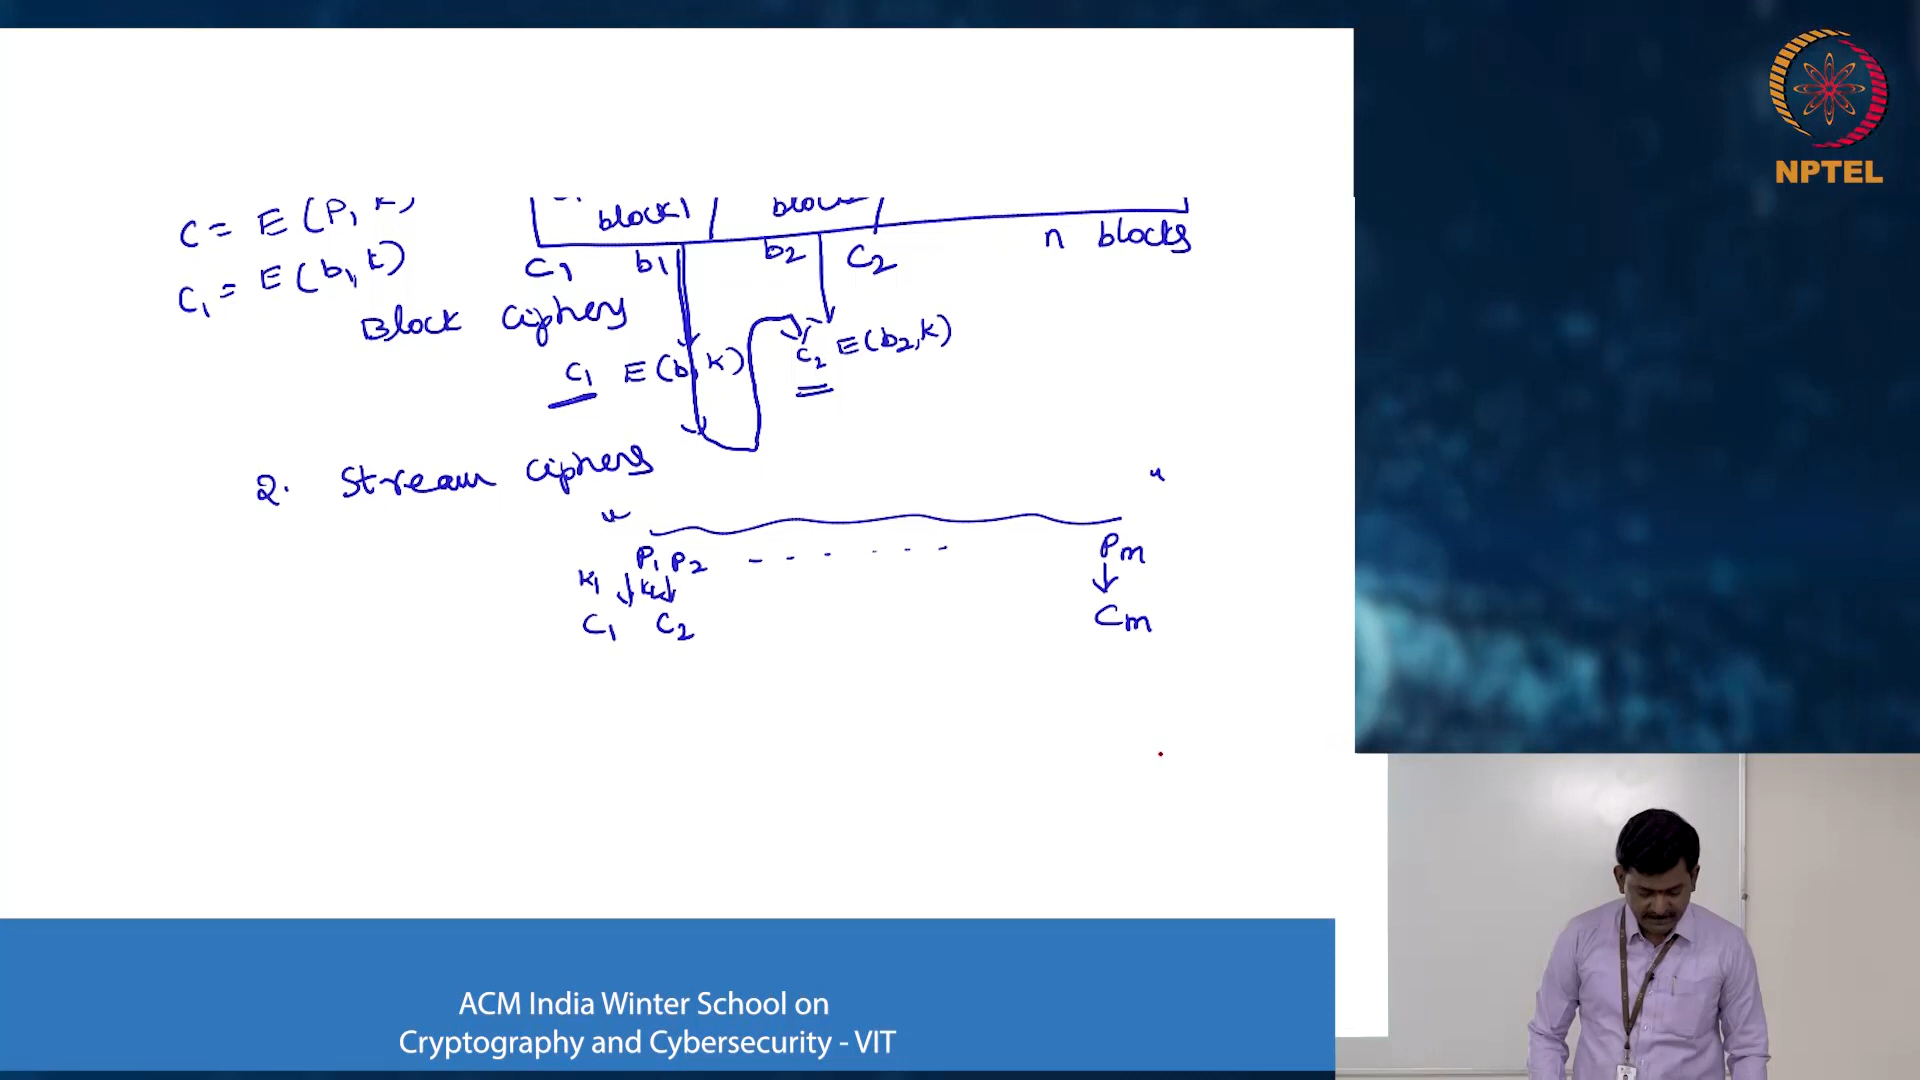 NPTEL
C = E (P, K)
block1 block
C1 b1 b2 C2 n blocks
C1 = E (b1, K)
Block ciphers
C1 E (b, K) C2 E (b2, K)
2. Stream ciphers
P1 P2 - - - - - - - Pm
K1
C1 C2 Cm
ACM India Winter School on
Cryptography and Cybersecurity - VIT